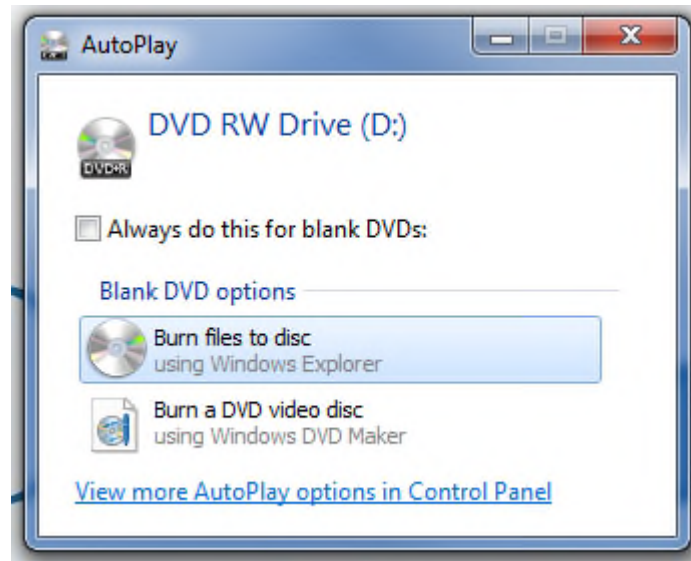 AutoPlay
DVD RW Drive (D:)
DVD+R
Always do this for blank DVDs:
Blank DVD options
Burn files to disc
using Windows Explorer
Burn a DVD video disc
using Windows DVD Maker
View more AutoPlay options in Control Panel